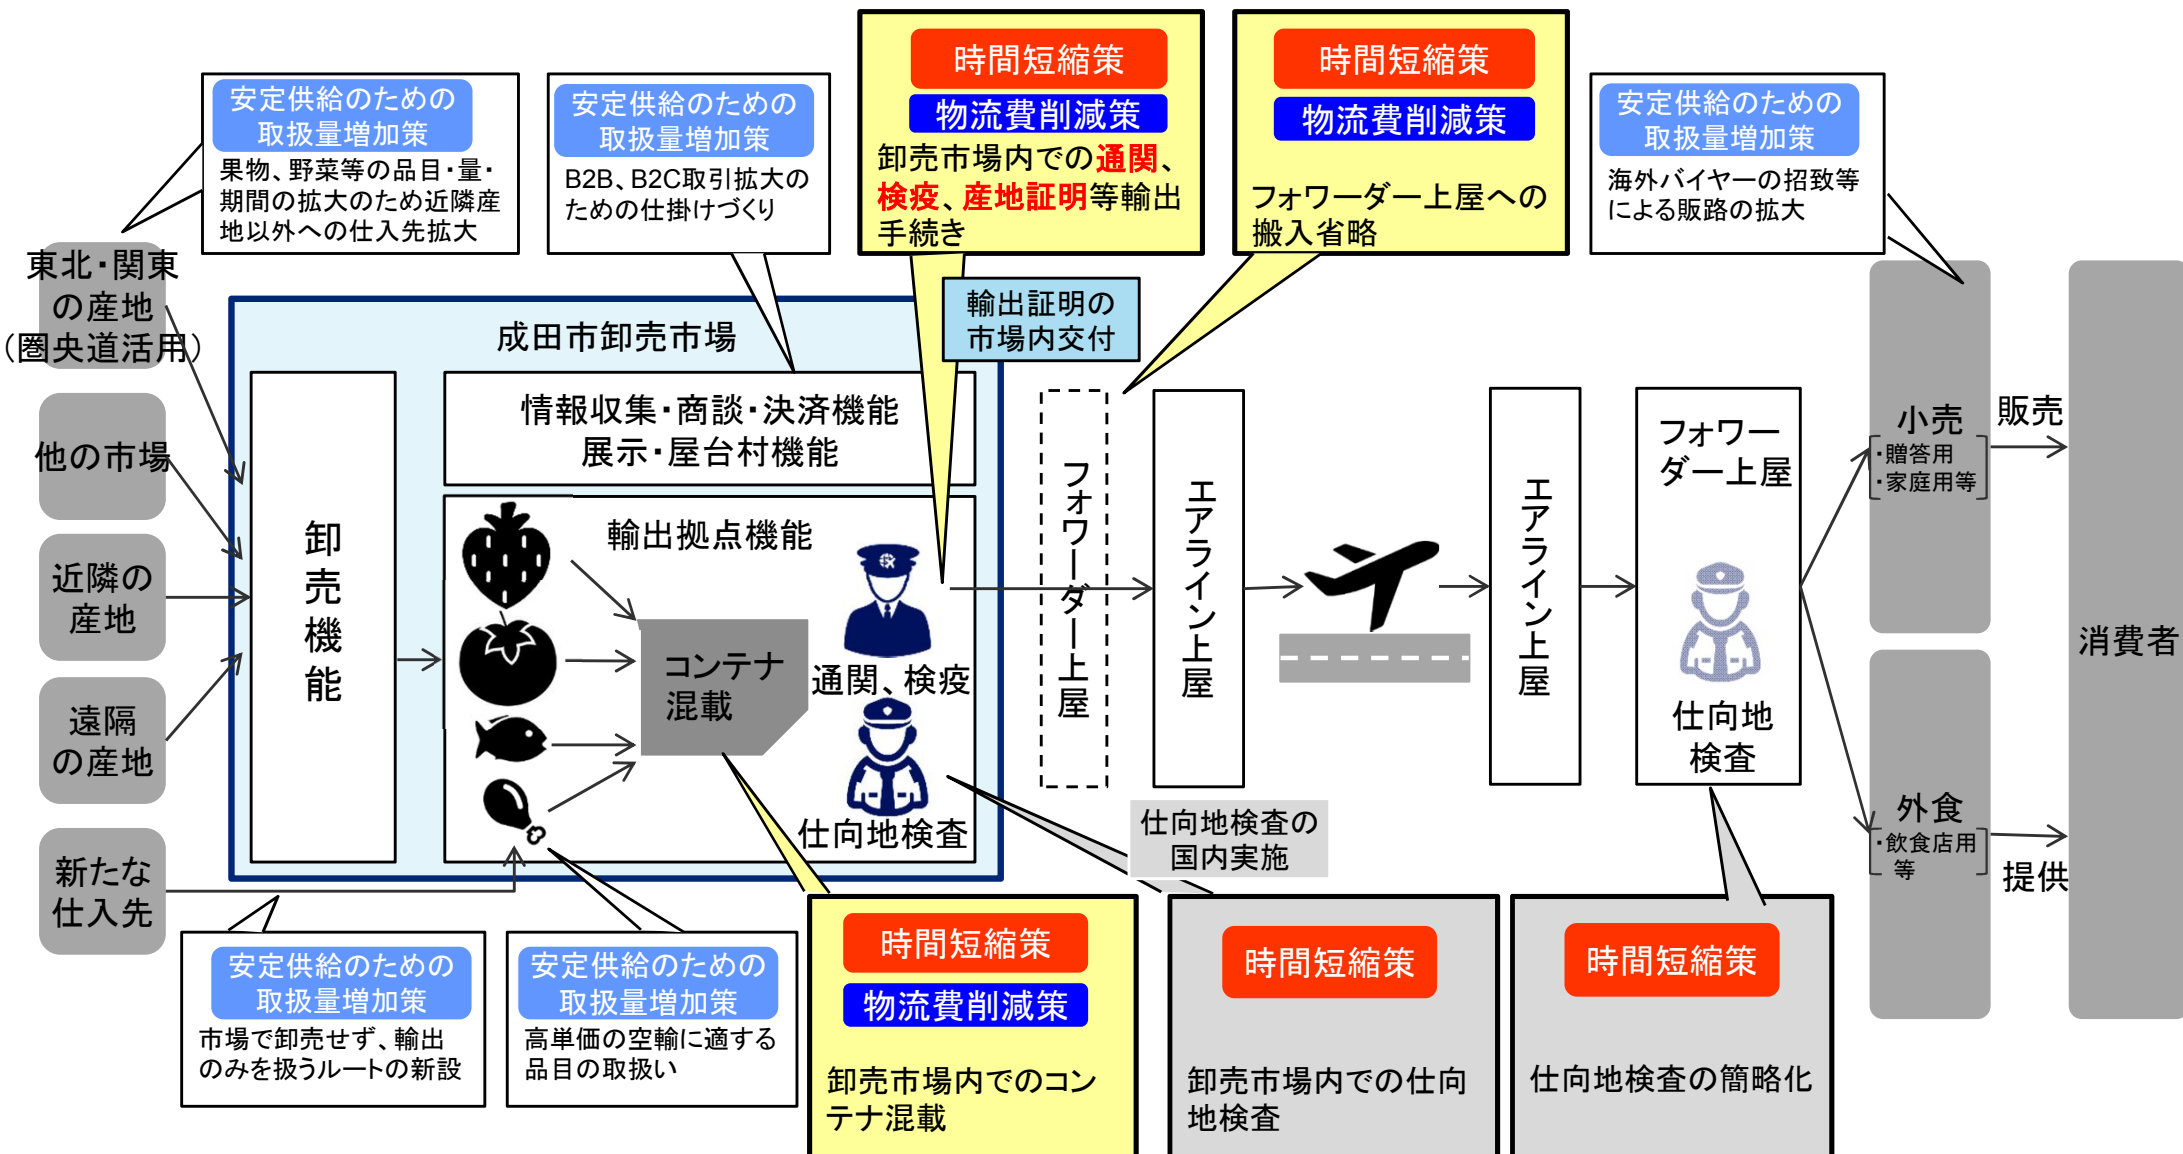 時間短縮策
物流費削減策
卸売市場内での通関、
検疫、産地証明等輸出
手続き
時間短縮策
物流費削減策
フォワーダー上屋への
搬入省略
安定供給のための
取扱量増加策
果物、野菜等の品目・量・
期間の拡大のため近隣産
地以外への仕入先拡大
安定供給のための
取扱量増加策
B2B、B2C取引拡大の
ための仕掛けづくり
安定供給のための
取扱量増加策
海外バイヤーの招致等
による販路の拡大
東北・関東
の産地
(圏央道活用)
他の市場
近隣の
産地
遠隔
の産地
新たな
仕入先
成田市卸売市場
輸出証明の
市場内交付
卸売機能
情報収集・商談・決済機能
展示・屋台村機能
輸出拠点機能
コンテナ
混載
通関、検疫
仕向地検査
フォワーダー上屋
エアライン上屋
エアライン上屋
フォワー
ダー上屋
仕向地
検査
小売
・贈答用
・家庭用等
販売
外食
・飲食店用
等
提供
消費者
仕向地検査の
国内実施
安定供給のための
取扱量増加策
市場で卸売せず、輸出
のみを扱うルートの新設
安定供給のための
取扱量増加策
高単価の空輸に適する
品目の取扱い
時間短縮策
物流費削減策
卸売市場内でのコン
テナ混載
時間短縮策
卸売市場内での仕向
地検査
時間短縮策
仕向地検査の簡略化